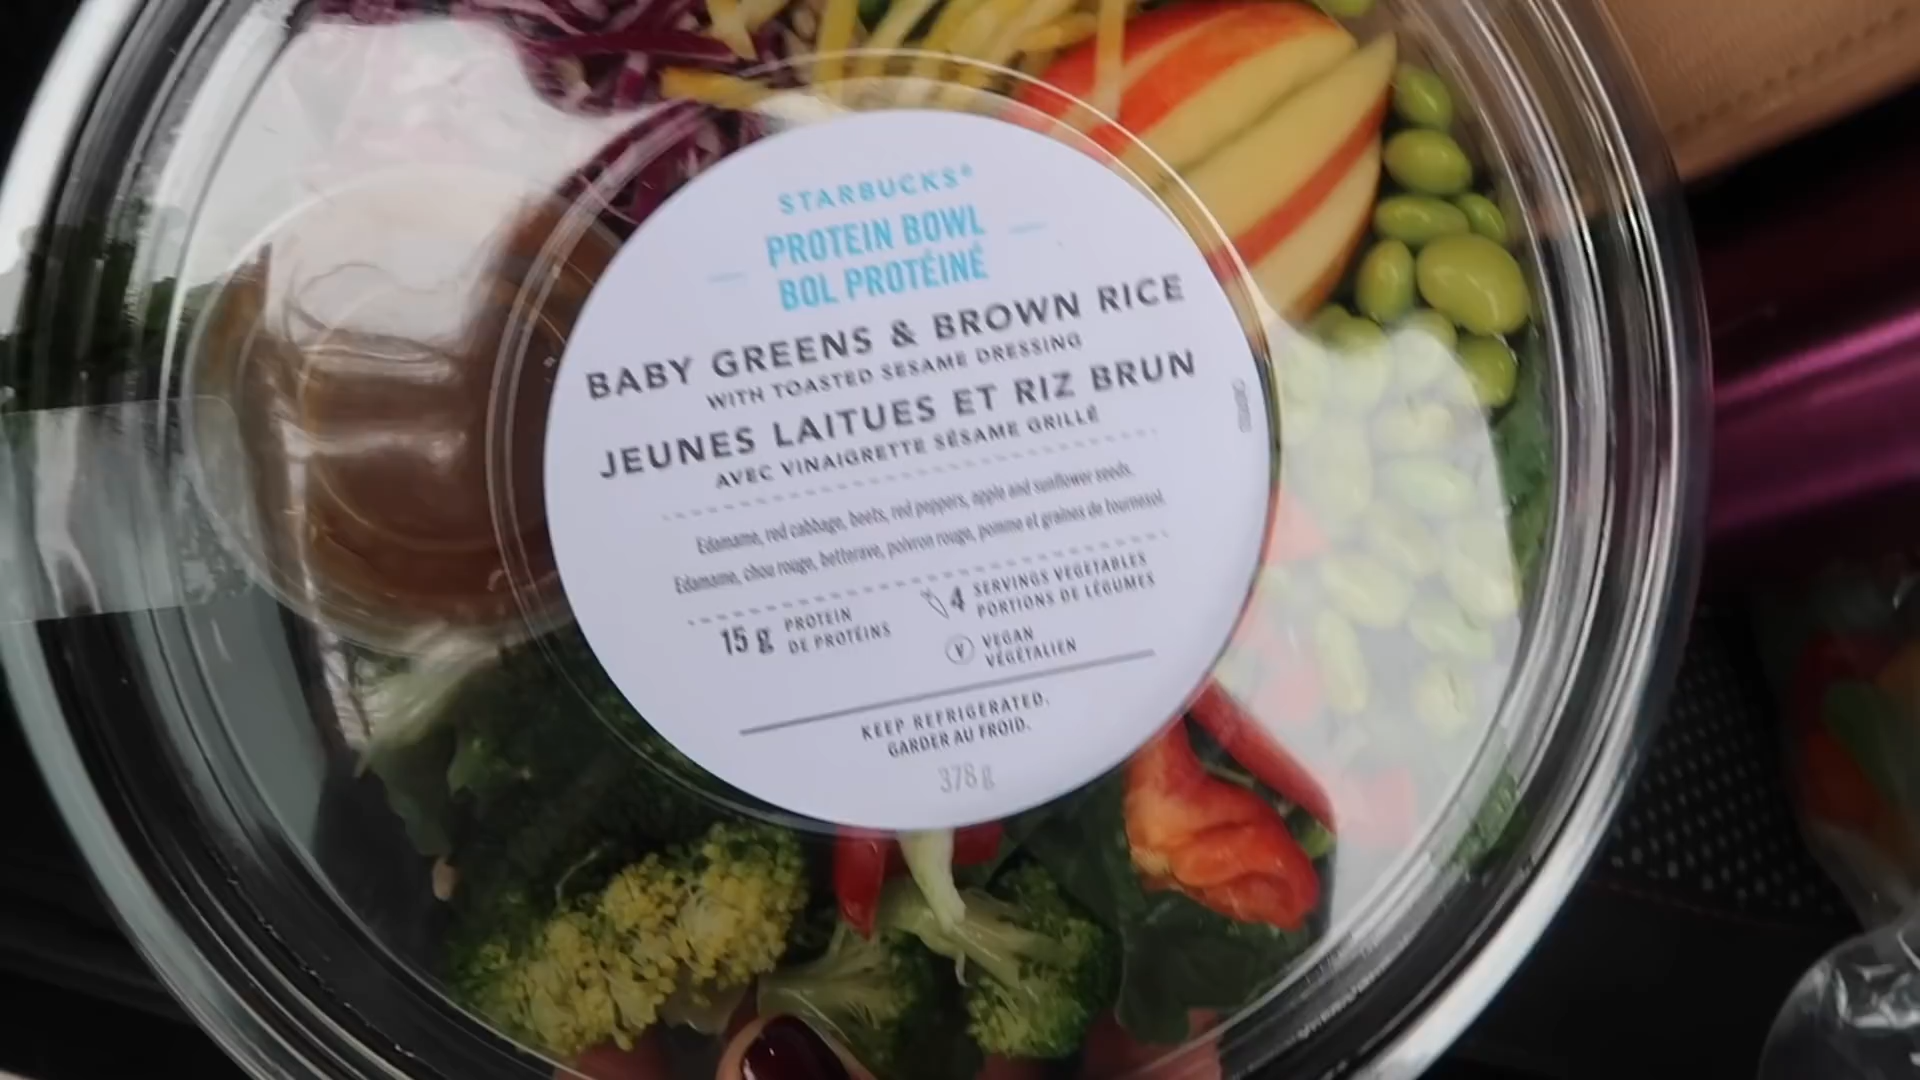 STARBUCKS®
PROTEIN BOWL
BOL PROTÉINÉ
BABY GREENS & BROWN RICE
WITH TOASTED SESAME DRESSING
JEUNES LAITUES ET RIZ BRUN
AVEC VINAIGRETTE SÉSAME GRILLÉ
Edamame, red cabbage, beets, red peppers, apple and sunflower seeds.
Edamame, chou rouge, betterave, poivron rouge, pomme et graines de tournesol.
15 g PROTEIN
DE PROTÉINS
4 SERVINGS VEGETABLES
PORTIONS DE LÉGUMES
V VEGAN
VÉGÉTALIEN
KEEP REFRIGERATED.
GARDER AU FROID.
378 g